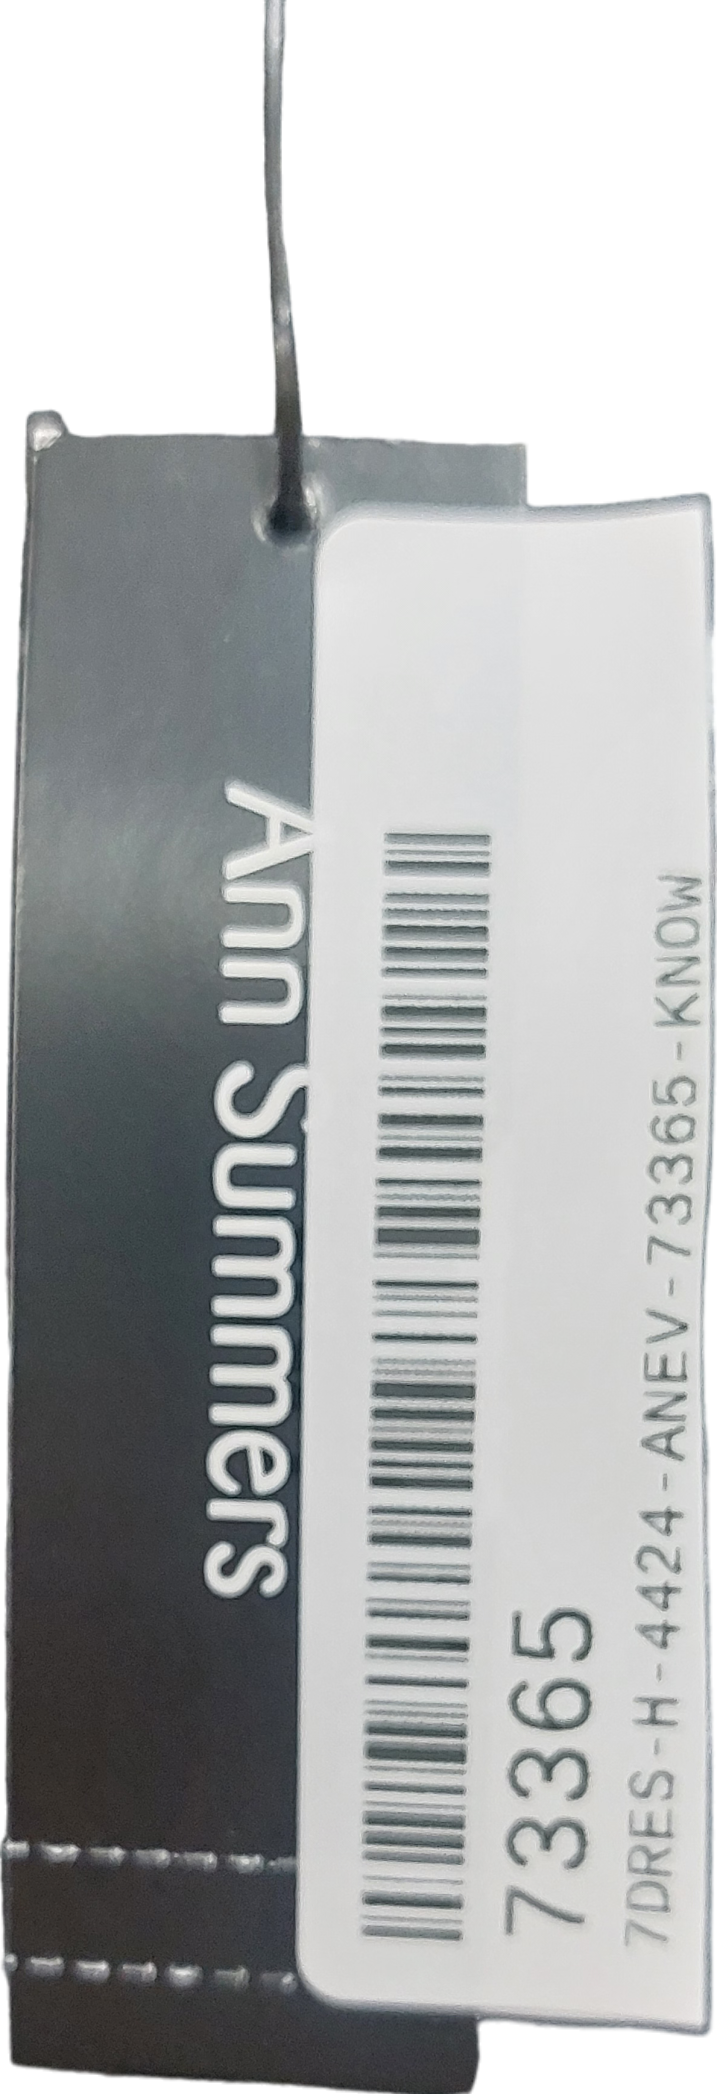 Ann Summers
73365
7DRES-H-4424-ANEV-73365-KNOW